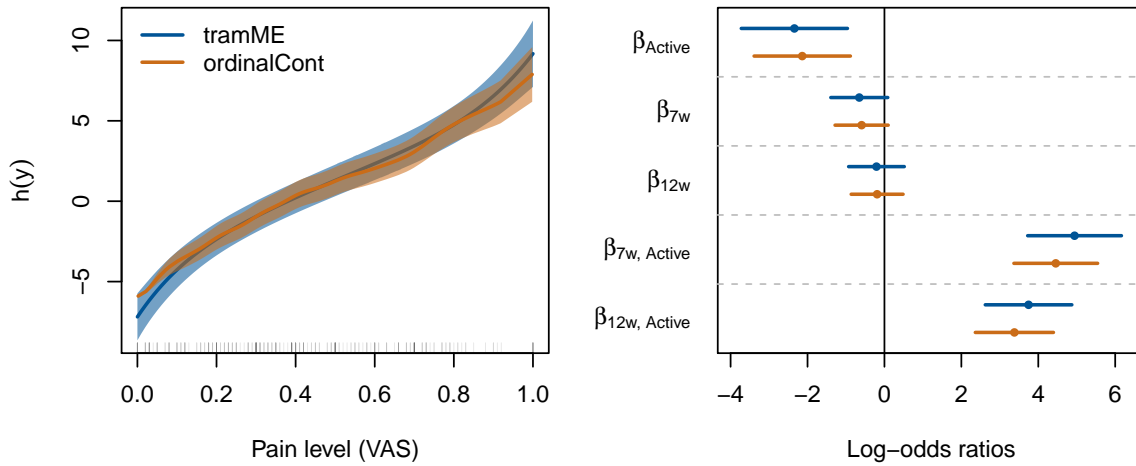 tramME
ordinalCont
h(y)
10
5
0
−5
0.0 0.2 0.4 0.6 0.8 1.0
Pain level (VAS)
βActive
β7w
β12w
β7w, Active
β12w, Active
−4 −2 0 2 4 6
Log−odds ratios